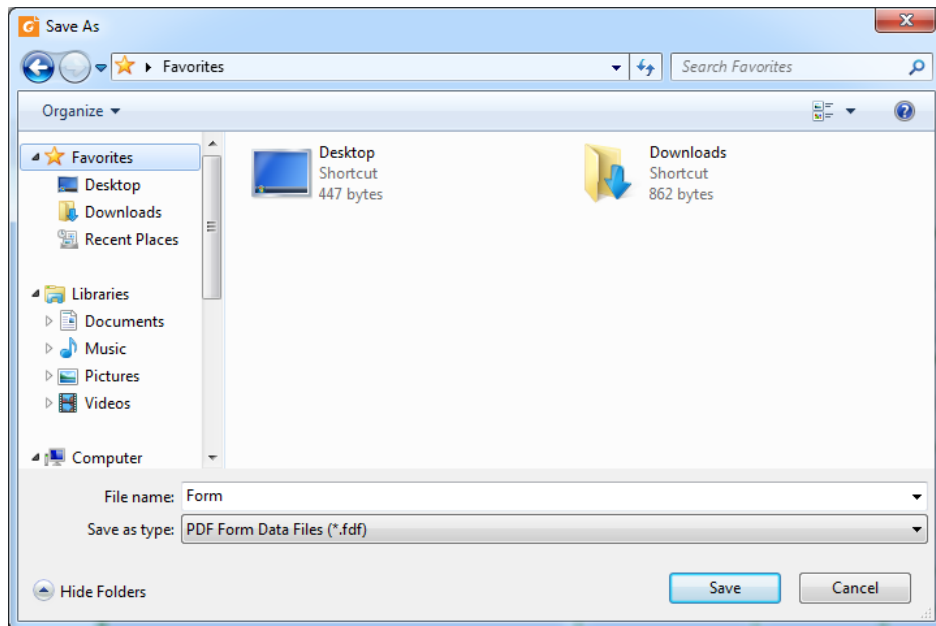 Save As
Favorites
Search Favorites
Organize
Favorites
Desktop
Downloads
Recent Places
Libraries
Documents
Music
Pictures
Videos
Computer
Desktop
Shortcut
447 bytes
Downloads
Shortcut
862 bytes
File name: Form
Save as type: PDF Form Data Files (*.fdf)
Hide Folders
Save
Cancel